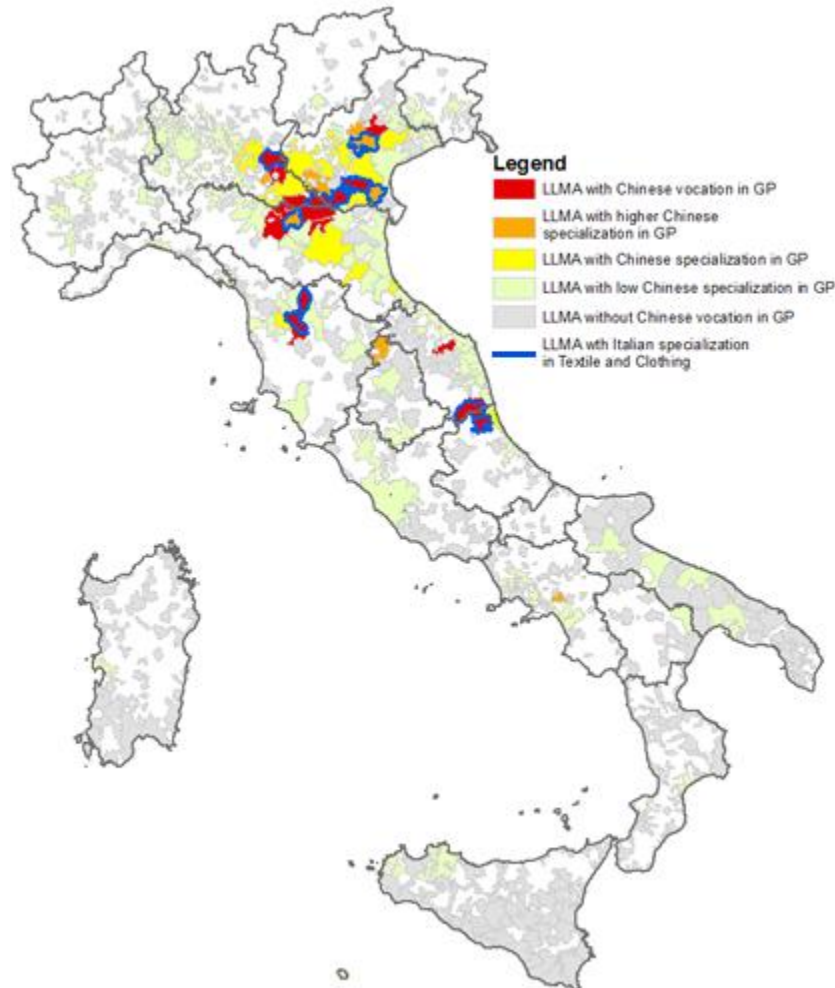 Legend
LLMA with Chinese vocation in GP
LLMA with higher Chinese
specialization in GP
LLMA with Chinese specialization in GP
LLMA with low Chinese specialization in GP
LLMA without Chinese vocation in GP
LLMA wth Italian specialization
in Textile and Clothing